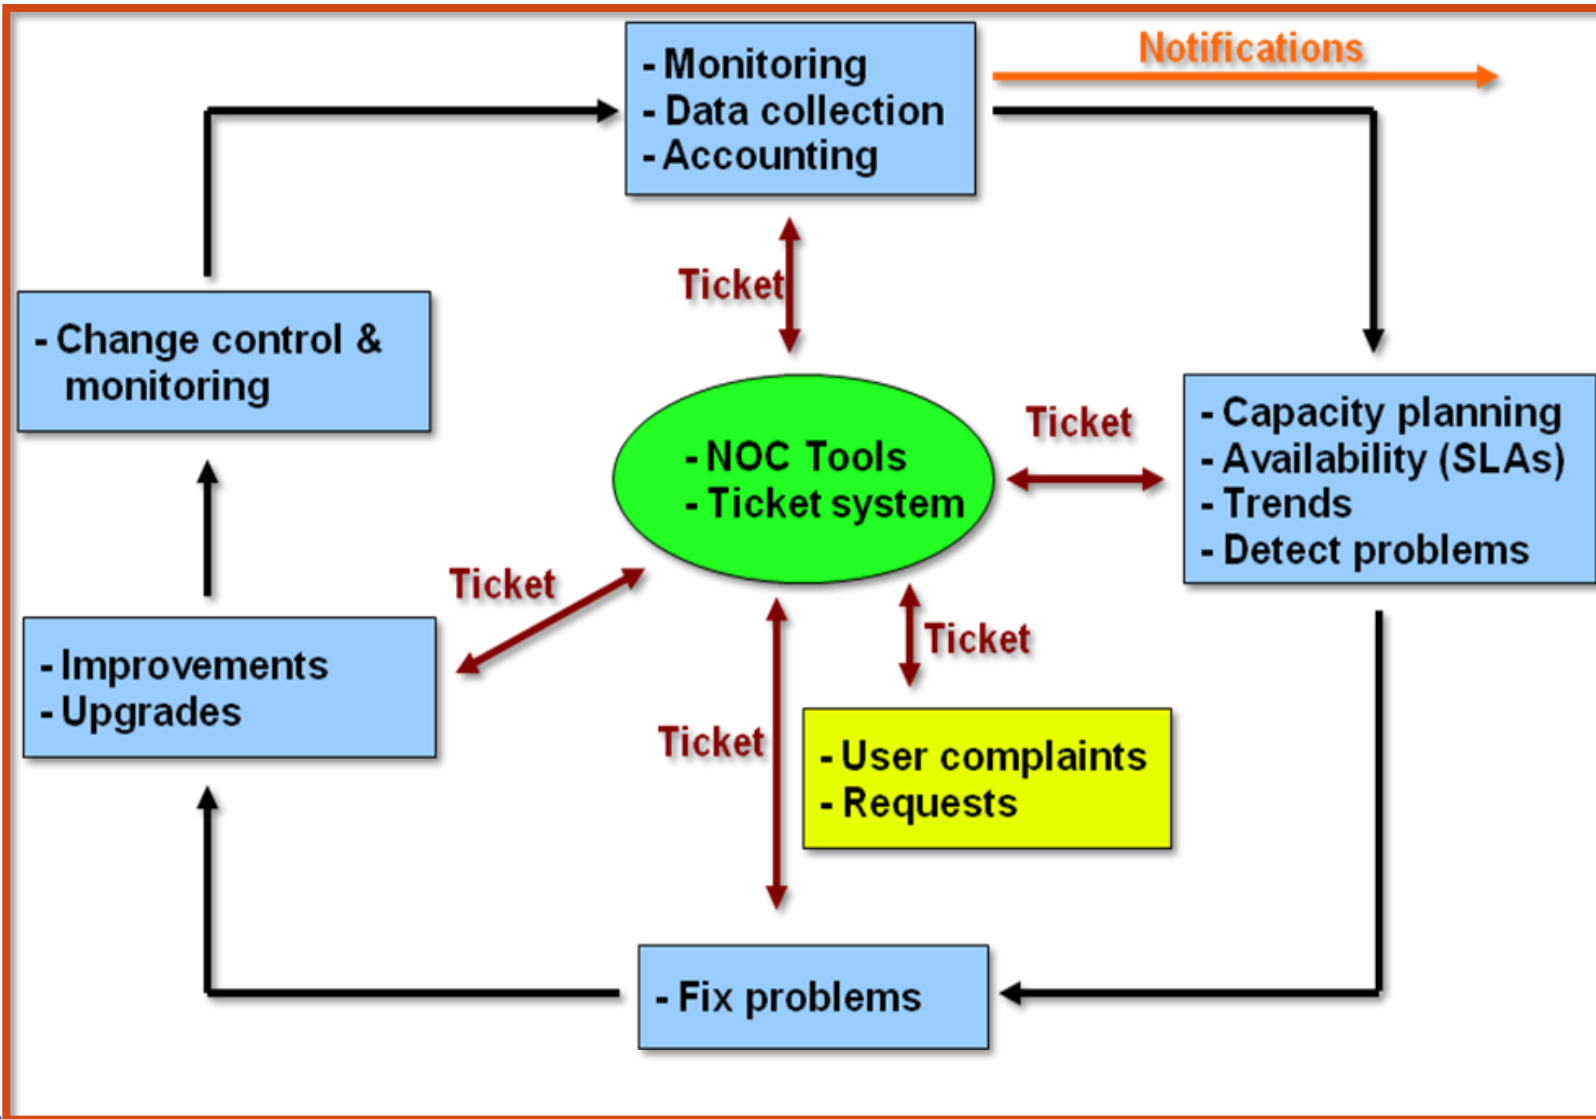 Notifications
- Monitoring
- Data collection
- Accounting
Ticket
- Change control &
monitoring
- NOC Tools
- Ticket system
Ticket
- Capacity planning
- Availability (SLAs)
- Trends
- Detect problems
Ticket
- Improvements
- Upgrades
Ticket
- User complaints
- Requests
Ticket
- Fix problems